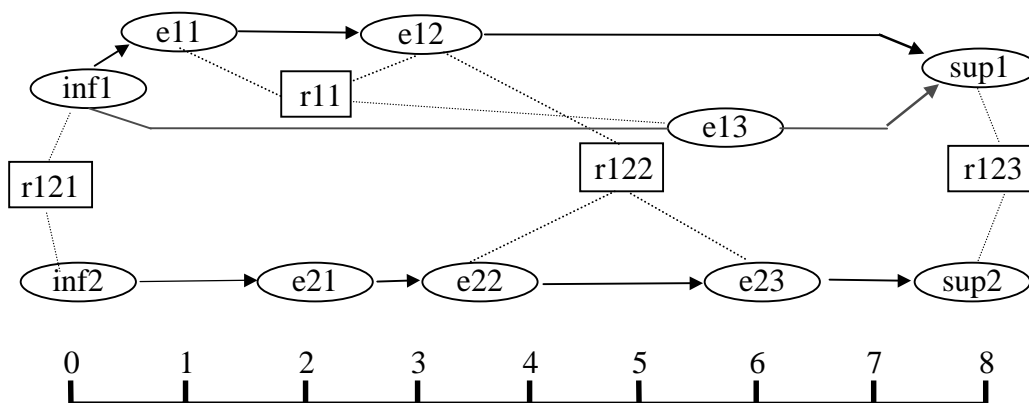 e11 e12
inf1 r11 sup1
e13
r121 r122 r123
inf2 e21 e22 e23 sup2
0 1 2 3 4 5 6 7 8